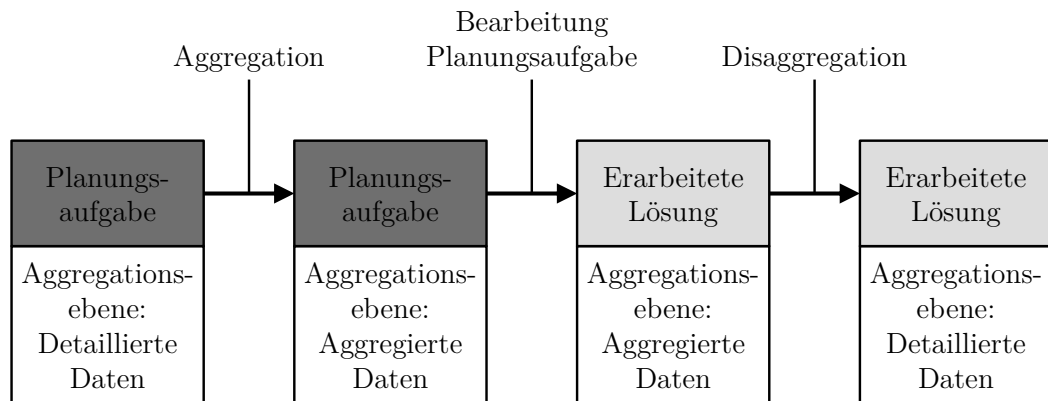 Aggregation
Bearbeitung
Planungsaufgabe
Disaggregation
Planungs-
aufgabe
Aggregations-
ebene:
Detaillierte
Daten
Planungs-
aufgabe
Aggregations-
ebene:
Aggregierte
Daten
Erarbeitete
Lösung
Aggregations-
ebene:
Aggregierte
Daten
Erarbeitete
Lösung
Aggregations-
ebene:
Detaillierte
Daten